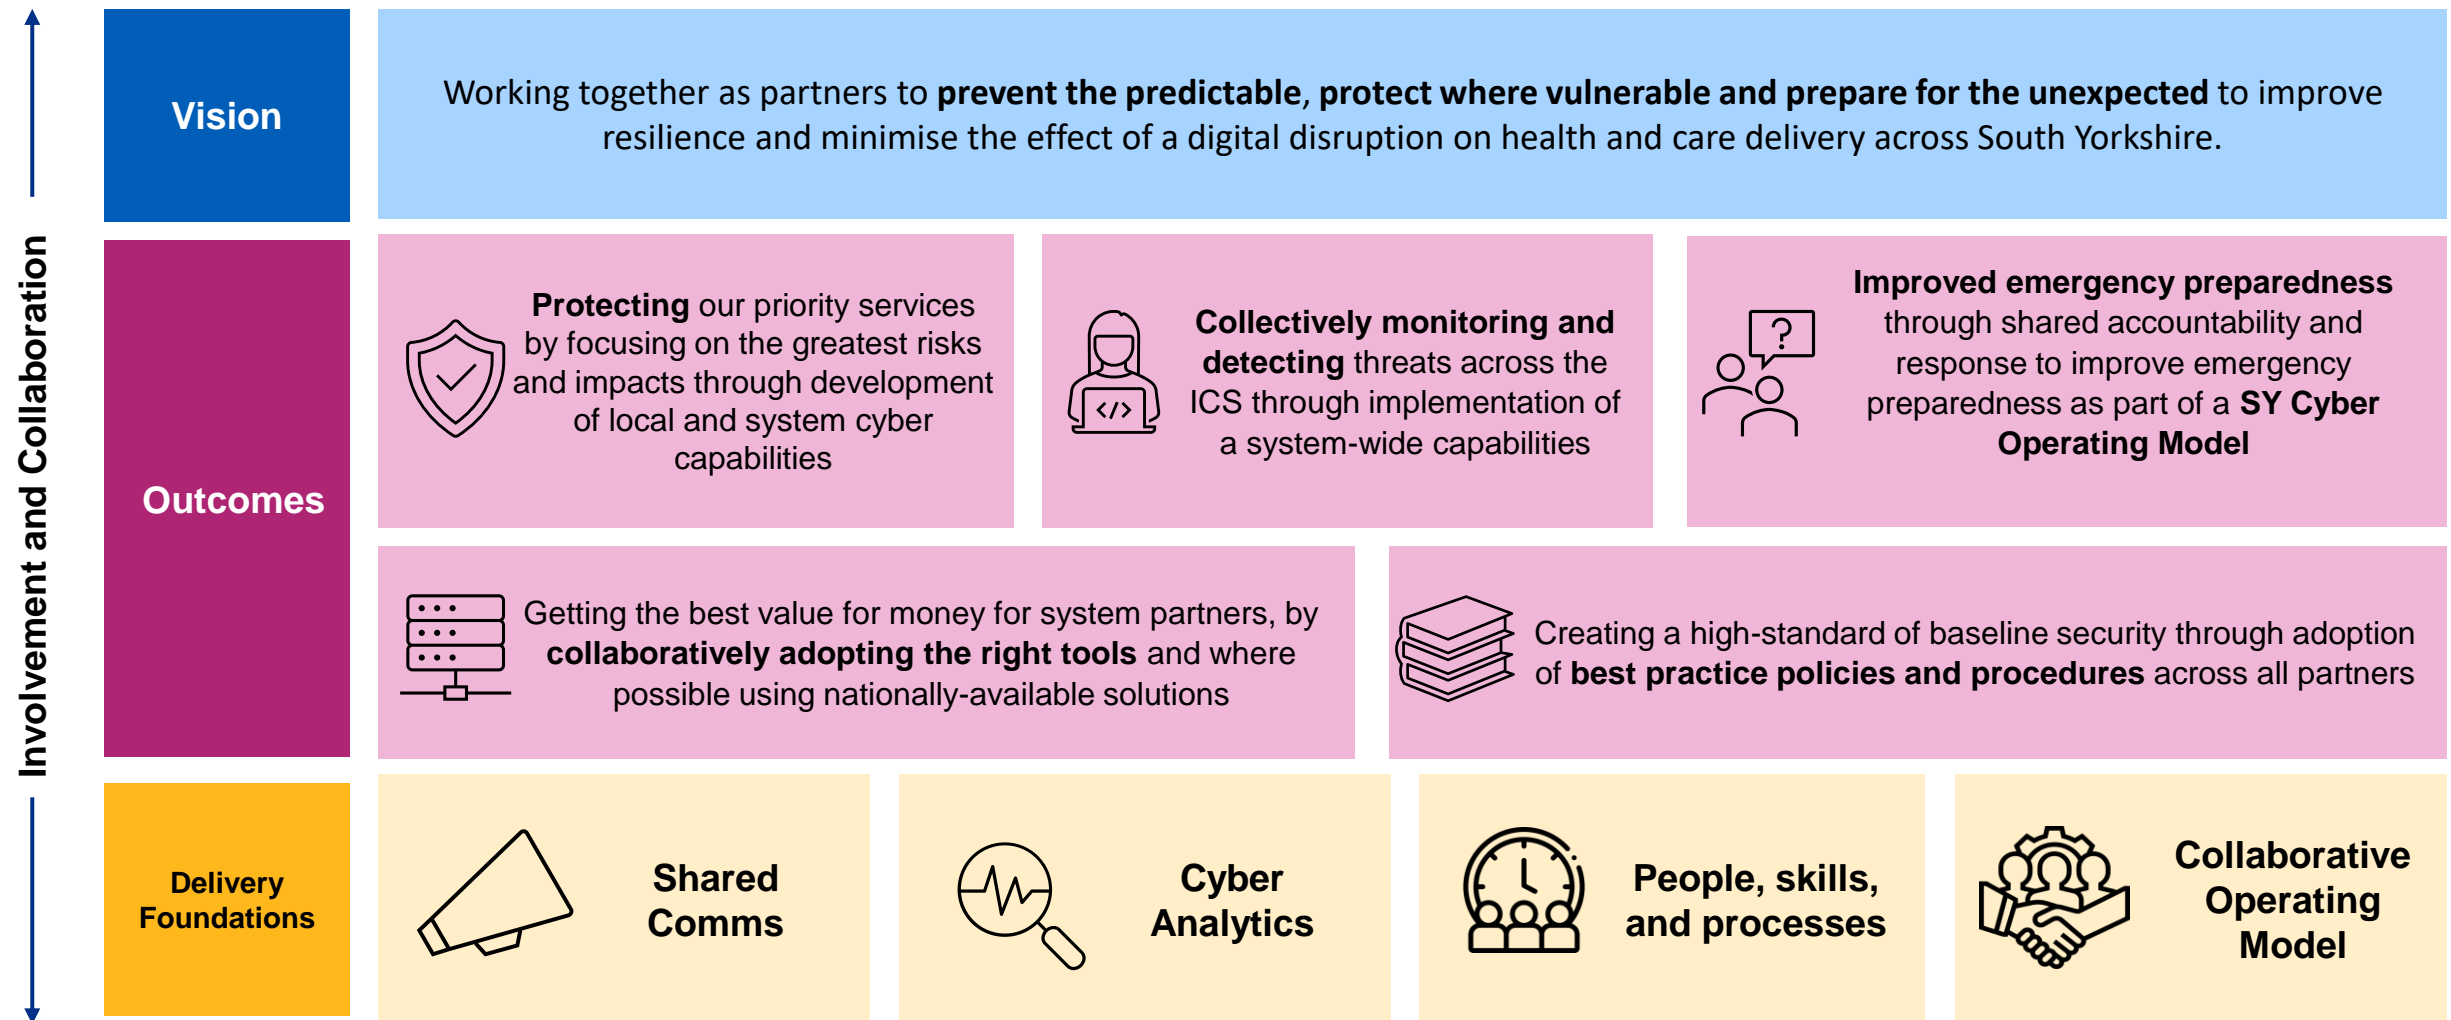 Involvement and Collaboration
Vision
Working together as partners to prevent the predictable, protect where vulnerable and prepare for the unexpected to improve
resilience and minimise the effect of a digital disruption on health and care delivery across South Yorkshire.
Outcomes
Protecting our priority services
by focusing on the greatest risks
and impacts through development
of local and system cyber
capabilities
</>
Collectively monitoring and
detecting threats across the
ICS through implementation of
a system-wide capabilities
?
Improved emergency preparedness
through shared accountability and
response to improve emergency
preparedness as part of a SY Cyber
Operating Model
Getting the best value for money for system partners, by
collaboratively adopting the right tools and where
possible using nationally-available solutions
Creating a high-standard of baseline security through adoption
of best practice policies and procedures across all partners
Delivery
Foundations
Shared
Comms
Cyber
Analytics
People, skills,
and processes
Collaborative
Operating
Model